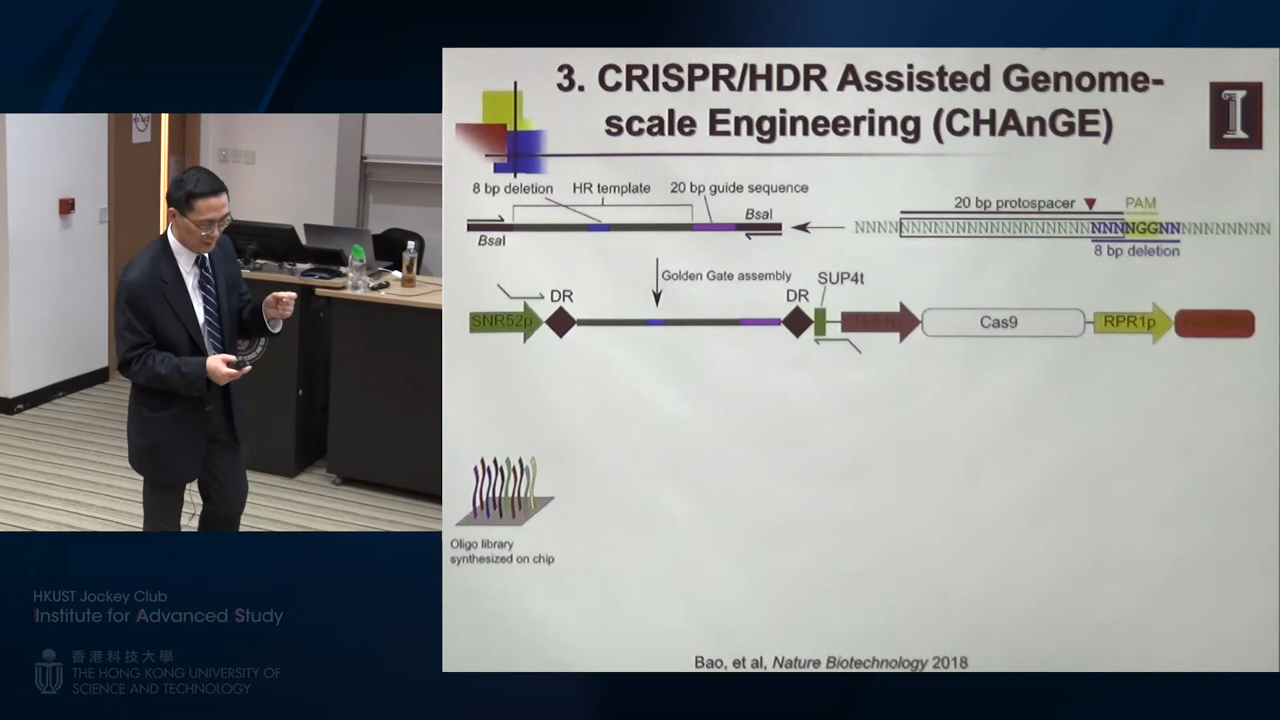 3. CRISPR/HDR Assisted Genome-
scale Engineering (CHAnGE)
8 bp deletion
HR template
20 bp guide sequence
BsaI
BsaI
20 bp protospacer
PAM
NNNNNNNNNNNNNNNNNNNNNNNNNGGNNNNNNNNNNN
8 bp deletion
Golden Gate assembly
SUP4t
DR
DR
SNR52p
Cas9
RPR1p
Oligo library
synthesized on chip
Bao, et al, Nature Biotechnology 2018
HKUST Jockey Club
Institute for Advanced Study
香港科技大學
THE HONG KONG UNIVERSITY OF
SCIENCE AND TECHNOLOGY